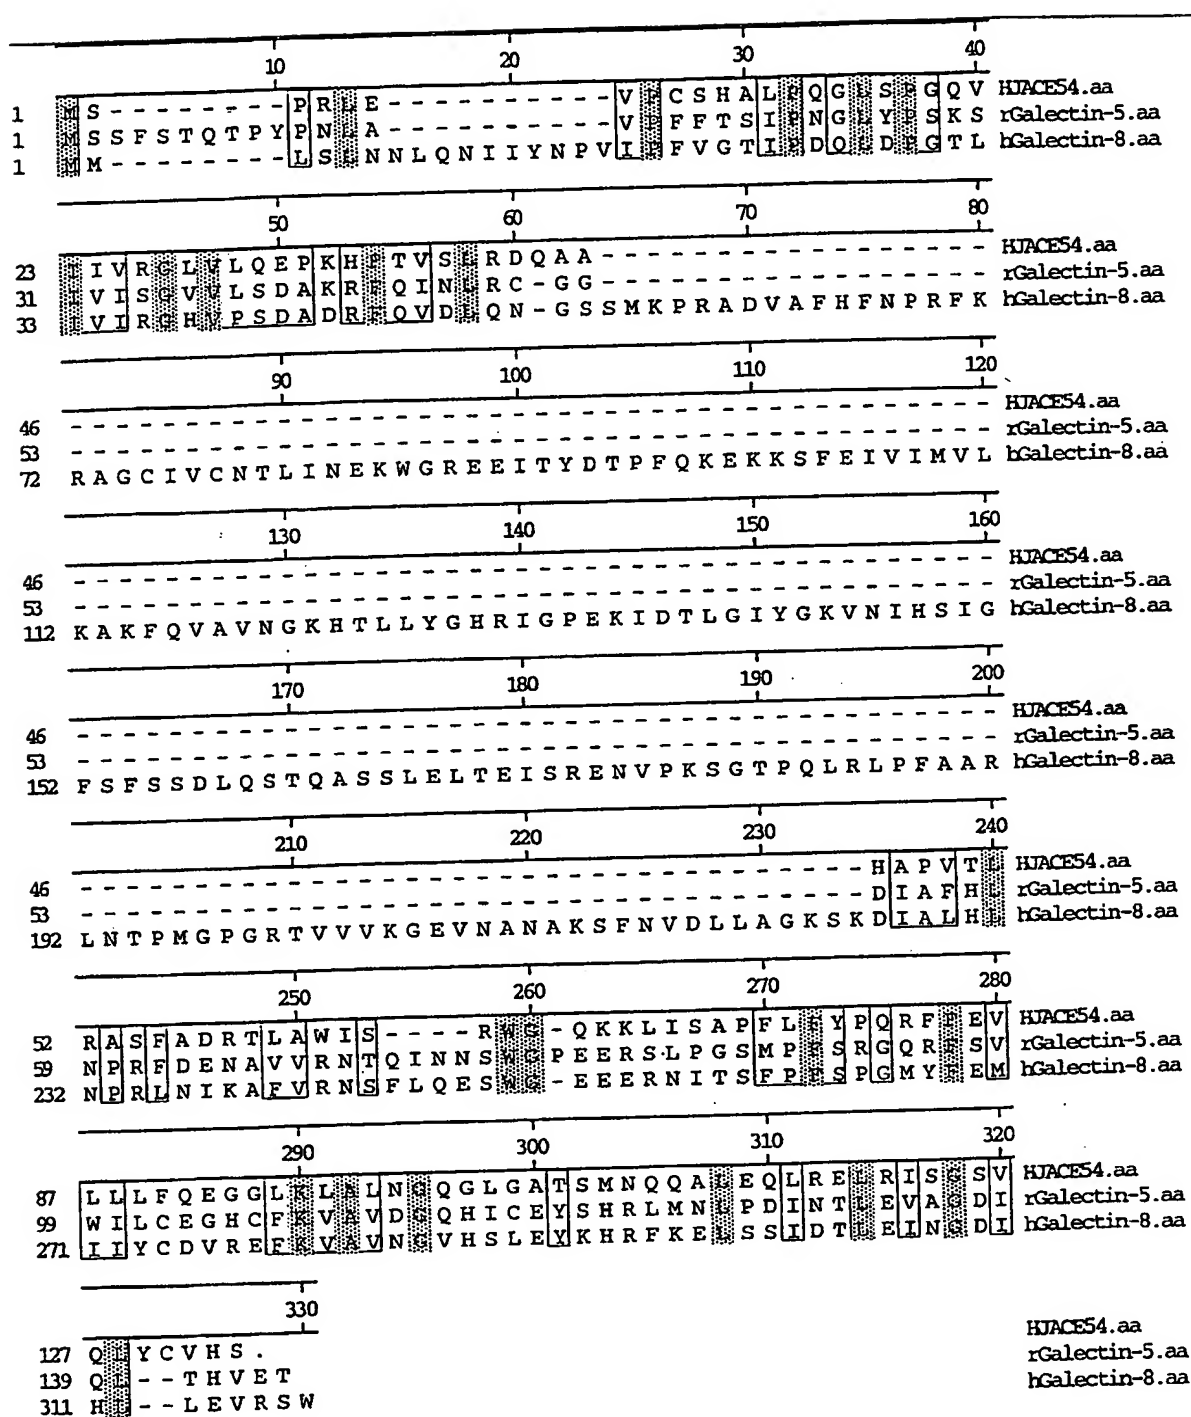 10 20 30 40
1 M S - - - - - - - - P R L E - - - - - - - - - - V P C S H A L P Q G L S P G Q V HJACE54.aa
1 M S S F S T Q T P Y P N L A - - - - - - - - - - V P F F T S I P N G L Y P S K S rGalectin-5.aa
1 M M - - - - - - - - L S L N N L Q N I I Y N P V I P F V G T I P D Q L D P G T L hGalectin-8.aa
50 60 70 80
23 I I V R G L V L Q E P K H F T V S L R D Q A A - - - - - - - - - - - - - - - - - HJACE54.aa
31 H V I S G V V L S D A K R F Q I N L R C - G G - - - - - - - - - - - - - - - - - rGalectin-5.aa
33 I V I R G H V P S D A D R F Q V D L Q N - G S S M K P R A D V A F H F N P R F K hGalectin-8.aa
90 100 110 120
46 - - - - - - - - - - - - - - - - - - - - - - - - - - - - - - - - - - - - - - - - HJACE54.aa
53 - - - - - - - - - - - - - - - - - - - - - - - - - - - - - - - - - - - - - - - - rGalectin-5.aa
72 R A G C I V C N T L I N E K W G R E E I T Y D T P F Q K E K K S F E I V I M V L hGalectin-8.aa
130 140 150 160
46 - - - - - - - - - - - - - - - - - - - - - - - - - - - - - - - - - - - - - - - - HJACE54.aa
53 - - - - - - - - - - - - - - - - - - - - - - - - - - - - - - - - - - - - - - - - rGalectin-5.aa
112 K A K F Q V A V N G K H T L L Y G H R I G P E K I D T L G I Y G K V N I H S I G hGalectin-8.aa
170 180 190 200
46 - - - - - - - - - - - - - - - - - - - - - - - - - - - - - - - - - - - - - - - - HJACE54.aa
53 - - - - - - - - - - - - - - - - - - - - - - - - - - - - - - - - - - - - - - - - rGalectin-5.aa
152 F S F S S D L Q S T Q A S S L E L T E I S R E N V P K S G T P Q L R L P F A A R hGalectin-8.aa
210 220 230 240
46 - - - - - - - - - - - - - - - - - - - - - - - - - - - - - - - - - - H A P V T L HJACE54.aa
53 - - - - - - - - - - - - - - - - - - - - - - - - - - - - - - - - - - D I A F H L rGalectin-5.aa
192 L N T P M G P G R T V V V K G E V N A N A K S F N V D L L A G K S K D I A L H L hGalectin-8.aa
250 260 270 280
52 R A S F A D R T L A W I S - - - - R W G - Q K K L I S A P F L F Y P Q R F F E V HJACE54.aa
59 N P R F D E N A V V R N T Q I N N S W G P E E R S L P G S M P F S R G Q R F S V rGalectin-5.aa
232 N P R L N I K A F V R N S F L Q E S W G - E E E R N I T S F P F S P G M Y F E M hGalectin-8.aa
290 300 310 320
87 L L L F Q E G G L K L A L N G Q G L G A T S M N Q Q A L E Q L R E L R I S G S V HJACE54.aa
99 W I L C E G H C F K V A V D G Q H I C E Y S H R L M N L P D I N T L E V A G D I rGalectin-5.aa
271 I I Y C D V R E F K V A V N G V H S L E Y K H R F K E L S S I D T L E I N G D I hGalectin-8.aa
330
127 Q L Y C V H S . HJACE54.aa
139 Q L - - T H V E T rGalectin-5.aa
311 H L - - L E V R S W hGalectin-8.aa